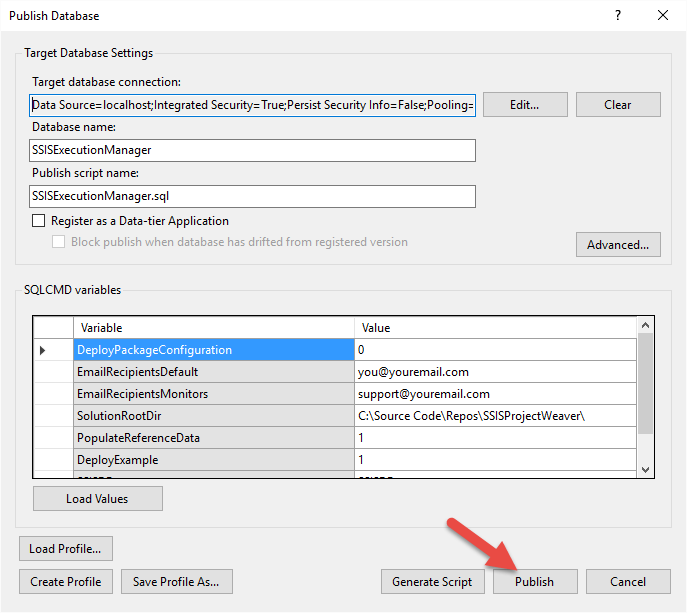 Publish Database
?
Target Database Settings
Target database connection:
Data Source=localhost;Integrated Security=True;Persist Security Info=False;Pooling=
Edit...
Clear
Database name:
SSISExecutionManager
Publish script name:
SSISExecutionManager.sql
Register as a Data-tier Application
Block publish when database has drifted from registered version
Advanced...
SQLCMD variables
Variable Value
DeployPackageConfiguration 0
EmailRecipientsDefault you@youremail.com
EmailRecipientsMonitors support@youremail.com
SolutionRootDir C:\Source Code\Repos\SSISProjectWeaver\
PopulateReferenceData 1
DeployExample 1
Load Values
Load Profile...
Create Profile
Save Profile As...
Generate Script
Publish
Cancel